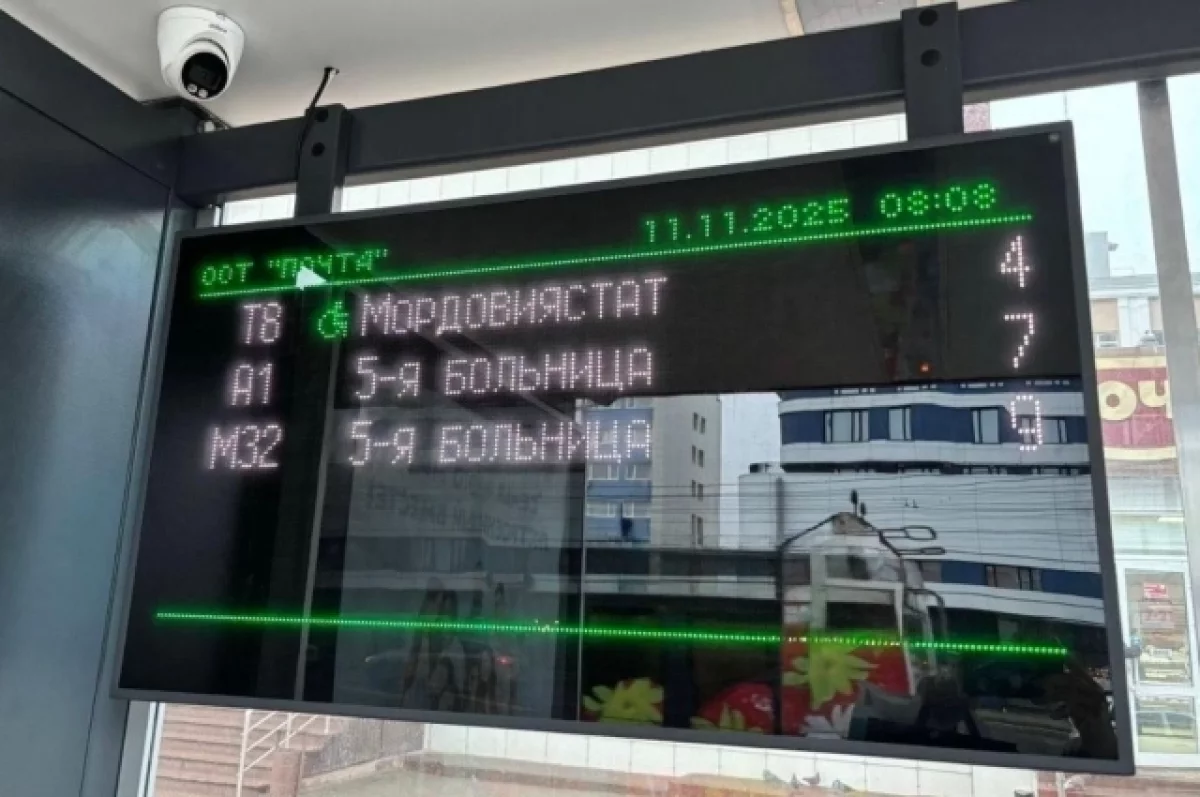 11.11.2025 08:08
ООТ "ПОЧТА"
Т8 МОРДОВИЯСТАТ 4
А1 5-я БОЛЬНИЦА 7
М32 5-я БОЛЬНИЦА 9